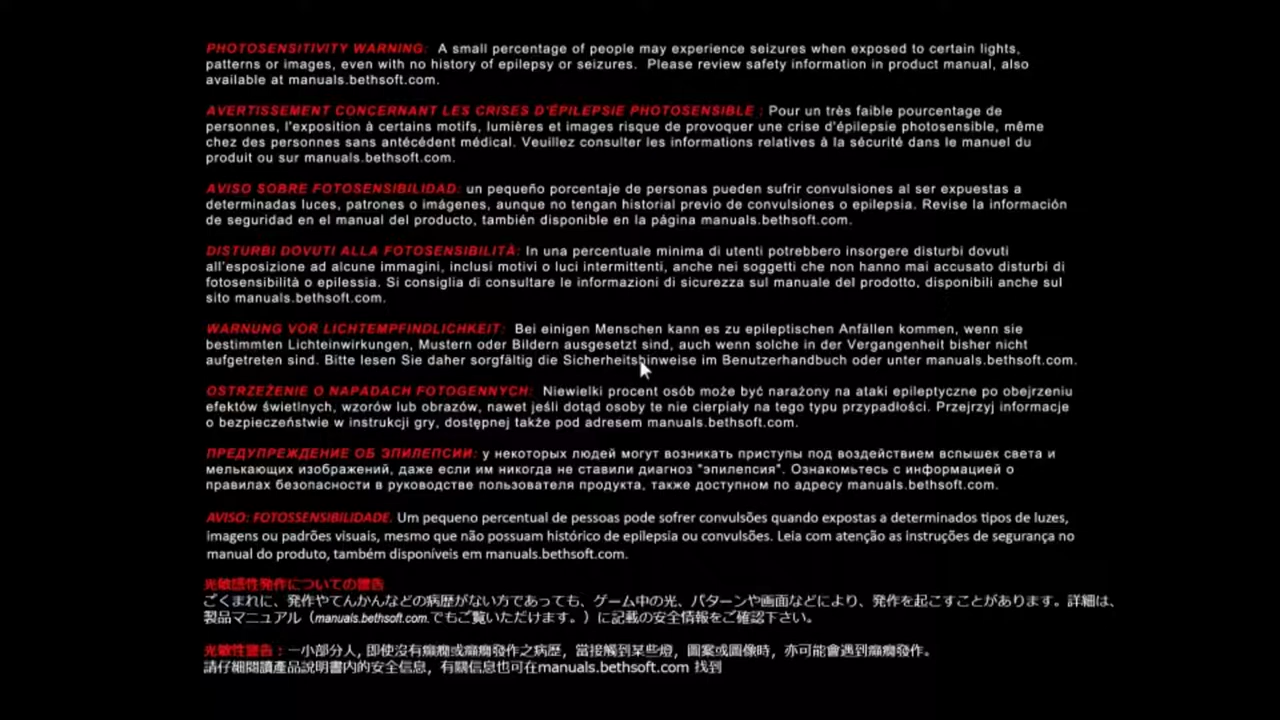 PHOTOSENSITIVITY WARNING: A small percentage of people may experience seizures when exposed to certain lights,
patterns or images, even with no history of epilepsy or seizures. Please review safety information in product manual, also
available at manuals.bethsoft.com.
AVERTISSEMENT CONCERNANT LES CRISES D'ÉPILEPSIE PHOTOSENSIBLE : Pour un très faible pourcentage de
personnes, l'exposition à certains motifs, lumières et images risque de provoquer une crise d'épilepsie photosensible, même
chez des personnes sans antécédent médical. Veuillez consulter les informations relatives à la sécurité dans le manuel du
produit ou sur manuals.bethsoft.com.
AVISO SOBRE FOTOSENSIBILIDAD: un pequeño porcentaje de personas pueden sufrir convulsiones al ser expuestas a
determinadas luces, patrones o imágenes, aunque no tengan historial previo de convulsiones o epilepsia. Revise la información
de seguridad en el manual del producto, también disponible en la página manuals.bethsoft.com.
DISTURBI DOVUTI ALLA FOTOSENSIBILITÀ: In una percentuale minima di utenti potrebbero insorgere disturbi dovuti
all'esposizione ad alcune immagini, inclusi motivi o luci intermittenti, anche nei soggetti che non hanno mai accusato disturbi di
fotosensibilità o epilessia. Si consiglia di consultare le informazioni di sicurezza sul manuale del prodotto, disponibili anche sul
sito manuals.bethsoft.com.
WARNUNG VOR LICHTEMPFINDLICHKEIT: Bei einigen Menschen kann es zu epileptischen Anfällen kommen, wenn sie
bestimmten Lichteinwirkungen, Mustern oder Bildern ausgesetzt sind, auch wenn solche in der Vergangenheit bisher nicht
aufgetreten sind. Bitte lesen Sie daher sorgfältig die Sicherheitshinweise im Benutzerhandbuch oder unter manuals.bethsoft.com.
OSTRZEŻENIE O NAPADACH FOTOGENNYCH: Niewielki procent osób może być narażony na ataki epileptyczne po obejrzeniu
efektów świetlnych, wzorów lub obrazów, nawet jeśli dotąd osoby te nie cierpiały na tego typu przypadłości. Przejrzyj informacje
o bezpieczeństwie w instrukcji gry, dostępnej także pod adresem manuals.bethsoft.com.
ПРЕДУПРЕЖДЕНИЕ ОБ ЭПИЛЕПСИИ: у некоторых людей могут возникать приступы под воздействием вспышек света и
мелькающих изображений, даже если им никогда не ставили диагноз "эпилепсия". Ознакомьтесь с информацией о
правилах безопасности в руководстве пользователя продукта, также доступном по адресу manuals.bethsoft.com.
AVISO: FOTOSSENSIBILIDADE. Um pequeno percentual de pessoas pode sofrer convulsões quando expostas a determinados tipos de luzes,
imagens ou padrões visuais, mesmo que não possuam histórico de epilepsia ou convulsões. Leia com atenção as instruções de segurança no
manual do produto, também disponíveis em manuals.bethsoft.com.
光敏感性発作についての警告
ごくまれに、発作やてんかんなどの病歴がない方であっても、ゲーム中の光、パターンや画面などにより、発作を起こすことがあります。詳細は、
製品マニュアル（manuals.bethsoft.com.でもご覧いただけます。）に記載の安全情報をご確認下さい。
光敏性警告：一小部分人，即使沒有癲癇或癲癇發作之病歷，當接觸到某些燈，圖案或圖像時，亦可能會遇到癲癇發作。
請仔細閱讀產品說明書內的安全信息，有關信息也可在manuals.bethsoft.com 找到